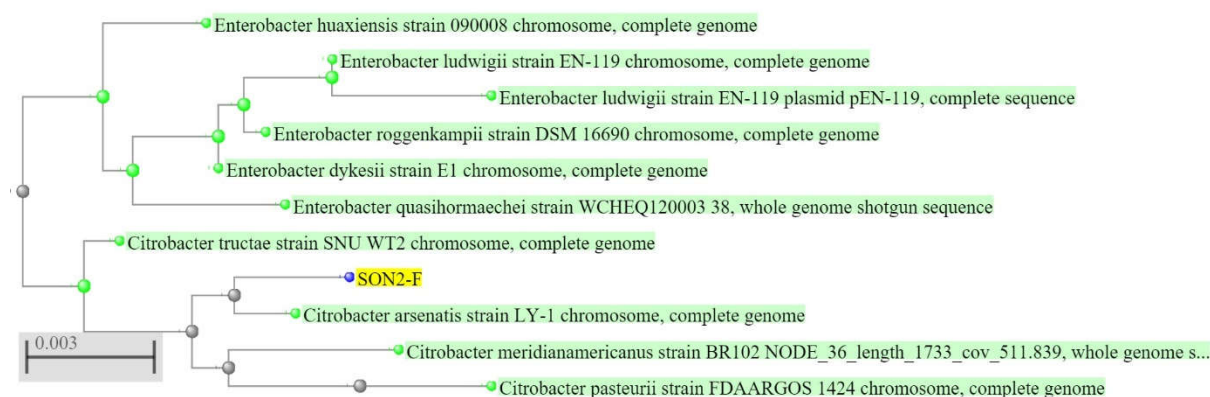 Enterobacter huaxiensis strain 090008 chromosome, complete genome
Enterobacter ludwigii strain EN-119 chromosome, complete genome
Enterobacter ludwigii strain EN-119 plasmid pEN-119, complete sequence
Enterobacter roggenkampii strain DSM 16690 chromosome, complete genome
Enterobacter dykesii strain E1 chromosome, complete genome
Enterobacter quasihormaechei strain WCHEQ120003 38, whole genome shotgun sequence
Citrobacter tructae strain SNU WT2 chromosome, complete genome
SON2-F
Citrobacter arsenatis strain LY-1 chromosome, complete genome
0.003
Citrobacter meridianamericanus strain BR102 NODE_36_length_1733_cov_511.839, whole genome s...
Citrobacter pasteurii strain FDAARGOS 1424 chromosome, complete genome